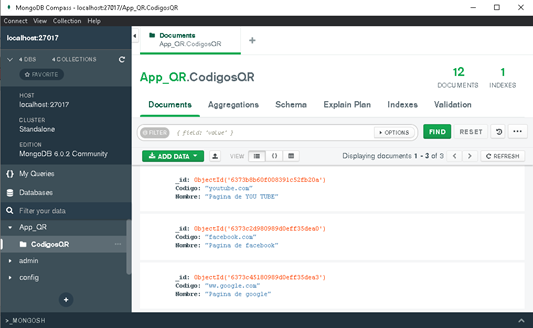 MongoDB Compass - localhost:27017/App_QR.CodigosQR
Connect View Collection Help
localhost:27017
4 DBS 4 COLLECTIONS
FAVORITE
HOST
localhost:27017
CLUSTER
Standalone
EDITION
MongoDB 6.0.2 Community
{} My Queries
Databases
Filter your data
App_QR
CodigosQR ...
admin
config
+
>_MONGOSH
Documents
App_QR.CodigosQR
+
App_QR.CodigosQR
12
DOCUMENTS
1
INDEXES
Documents Aggregations Schema Explain Plan Indexes Validation
FILTER { field: 'value' } OPTIONS FIND RESET ...
ADD DATA VIEW {} Displaying documents 1 - 3 of 3 < > REFRESH
_id: ObjectId('6373b8b60f008391c52fb20a')
Codigo: "youtube.com"
Nombre: "Pagina de YOU TUBE"
_id: ObjectId('6373c2d980989d0eff35dea0')
Codigo: "facebook.com"
Nombre: "Pagina de facebook"
_id: ObjectId('6373c45180989d0eff35dea3')
Codigo: "ww.google.com"
Nombre: "Pagina de google"